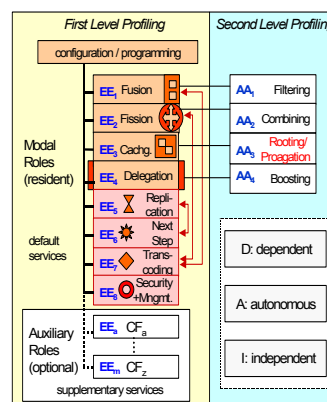 First Level Profiling
Second Level Profilin
configuration / programming
EE1 Fusion
EE2 Fission
EE3 Cachg.
EE4 Delegation
EE5 Repli-
cation
EE6 Next
Step
EE7 Trans-
coding
EE8 Security
+Mngmt.
Modal
Roles
(resident)
default
services
Auxiliary
Roles
(optional)
EEa CFa
EEm CFz
supplementary services
AA1 Filtering
AA2 Combining
AA3 Rooting/
Proagation
AA4 Boosting
D: dependent
A: autonomous
I: independent